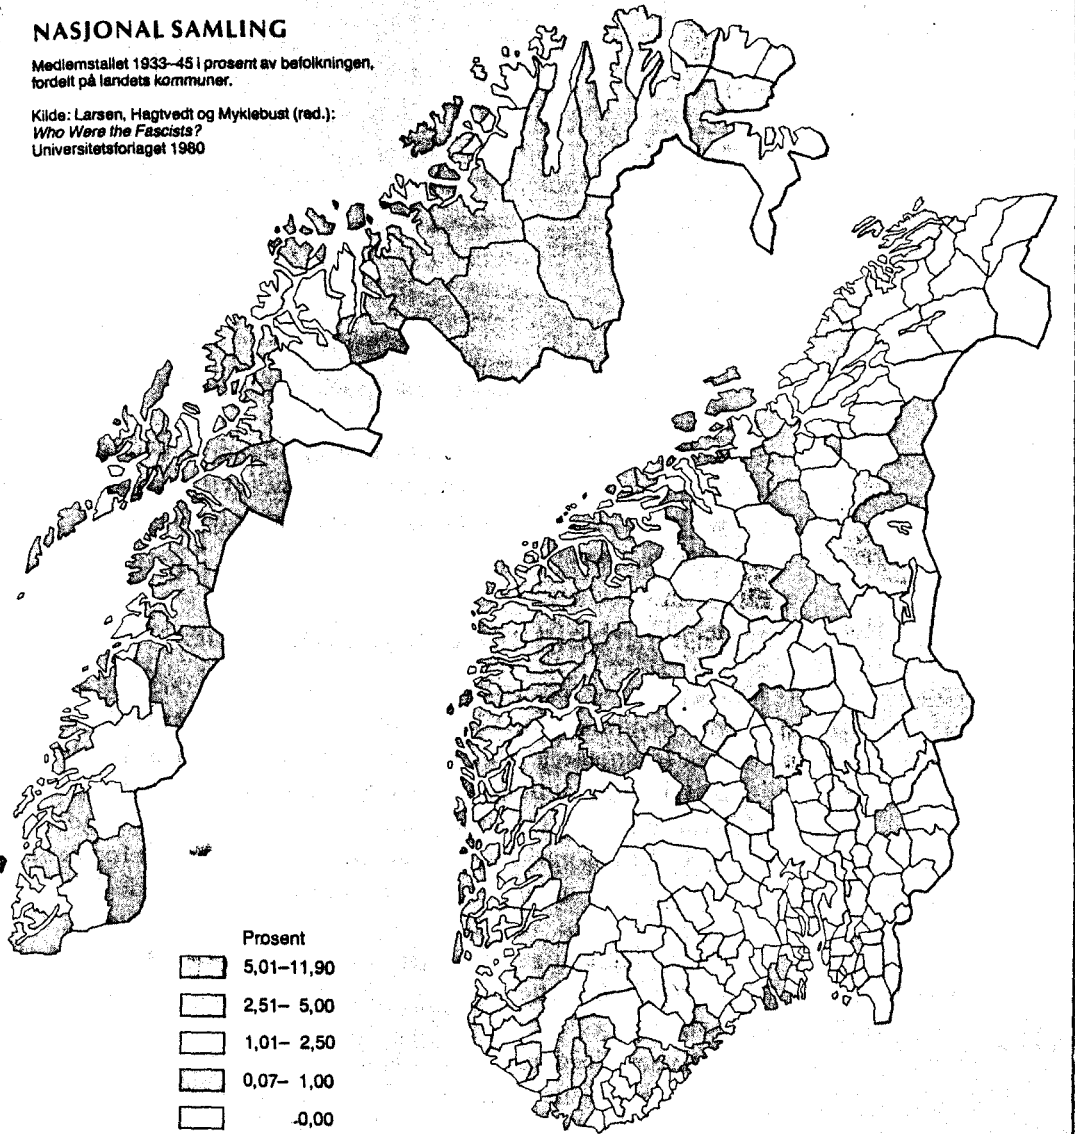 NASJONAL SAMLING
Medlemstallet 1933–45 i prosent av befolkningen,
fordelt på landets kommuner.
Kilde: Larsen, Hagtvedt og Myklebust (red.):
Who Were the Fascists?
Universitetsforlaget 1980
Prosent
5,01–11,90
2,51– 5,00
1,01– 2,50
0,07– 1,00
-0,00